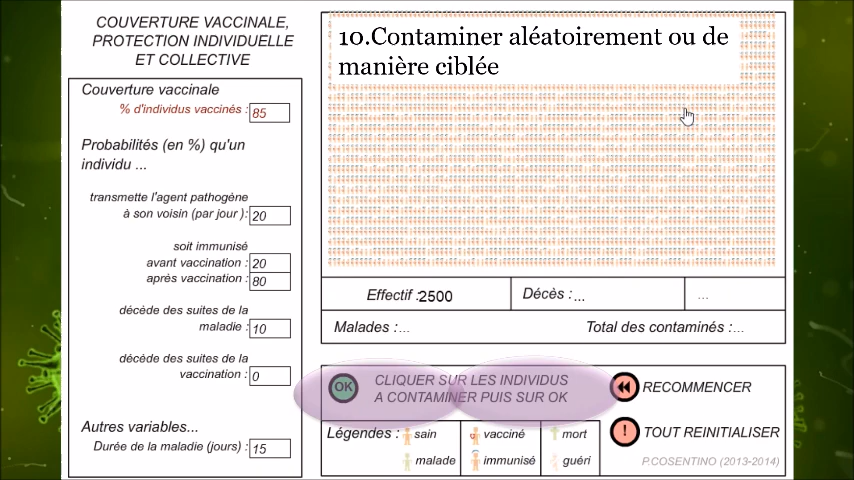 COUVERTURE VACCINALE,
PROTECTION INDIVIDUELLE
ET COLLECTIVE
Couverture vaccinale
% d'individus vaccinés : 85
Probabilités (en %) qu'un
individu ...
transmette l'agent pathogène
à son voisin (par jour ): 20
soit immunisé
avant vaccination : 20
après vaccination : 80
décède des suites de la
maladie : 10
décède des suites de la
vaccination : 0
Autres variables...
Durée de la maladie (jours) : 15
10.Contaminer aléatoirement ou de
manière ciblée
Effectif :2500
Décès :...
...
Malades :...
Total des contaminés :...
OK
CLIQUER SUR LES INDIVIDUS
A CONTAMINER PUIS SUR OK
RECOMMENCER
! TOUT REINITIALISER
Légendes : sain vacciné mort
malade immunisé guéri
P.COSENTINO (2013-2014)